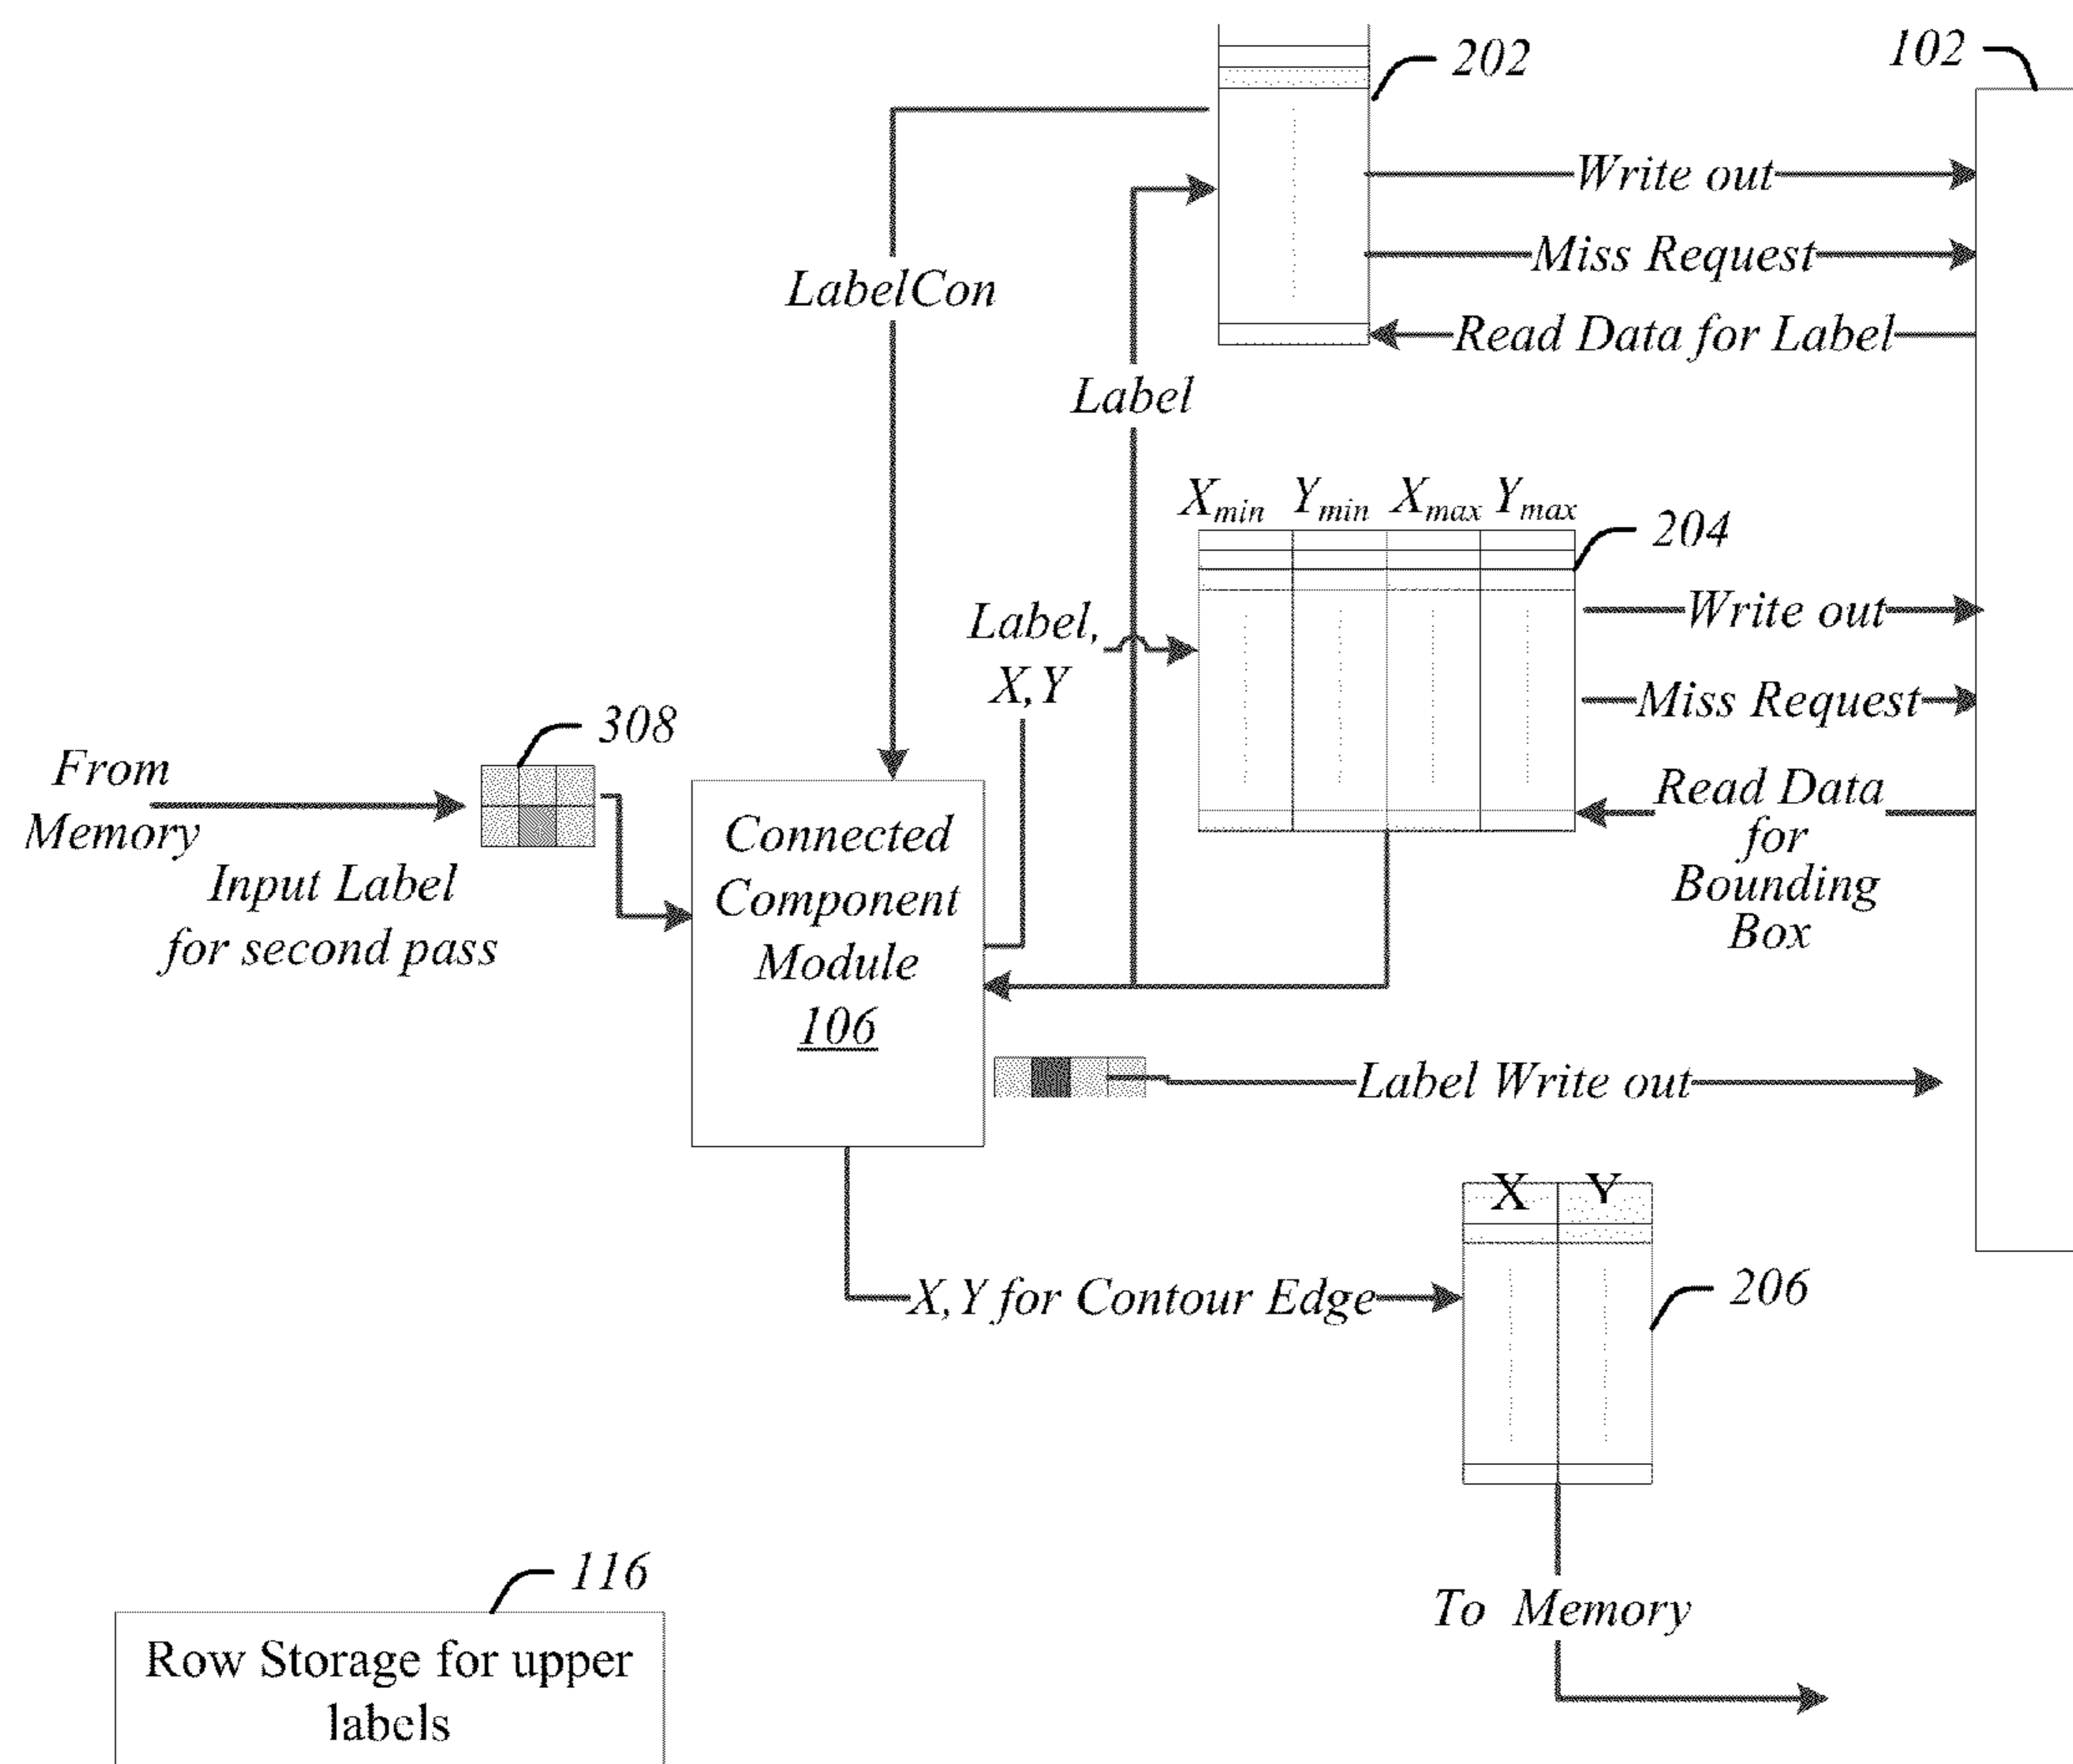 202
102
Write out
Miss Request
LabelCon
Read Data for Label
Label
Xmin Ymin Xmax Ymax
204
Label,
X,Y
Write out
Miss Request
308
From
Memory
Input Label
for second pass
Connected
Component
Module
106
Read Data
for
Bounding
Box
Label Write out
X Y
X,Y for Contour Edge
206
To Memory
116
Row Storage for upper
labels